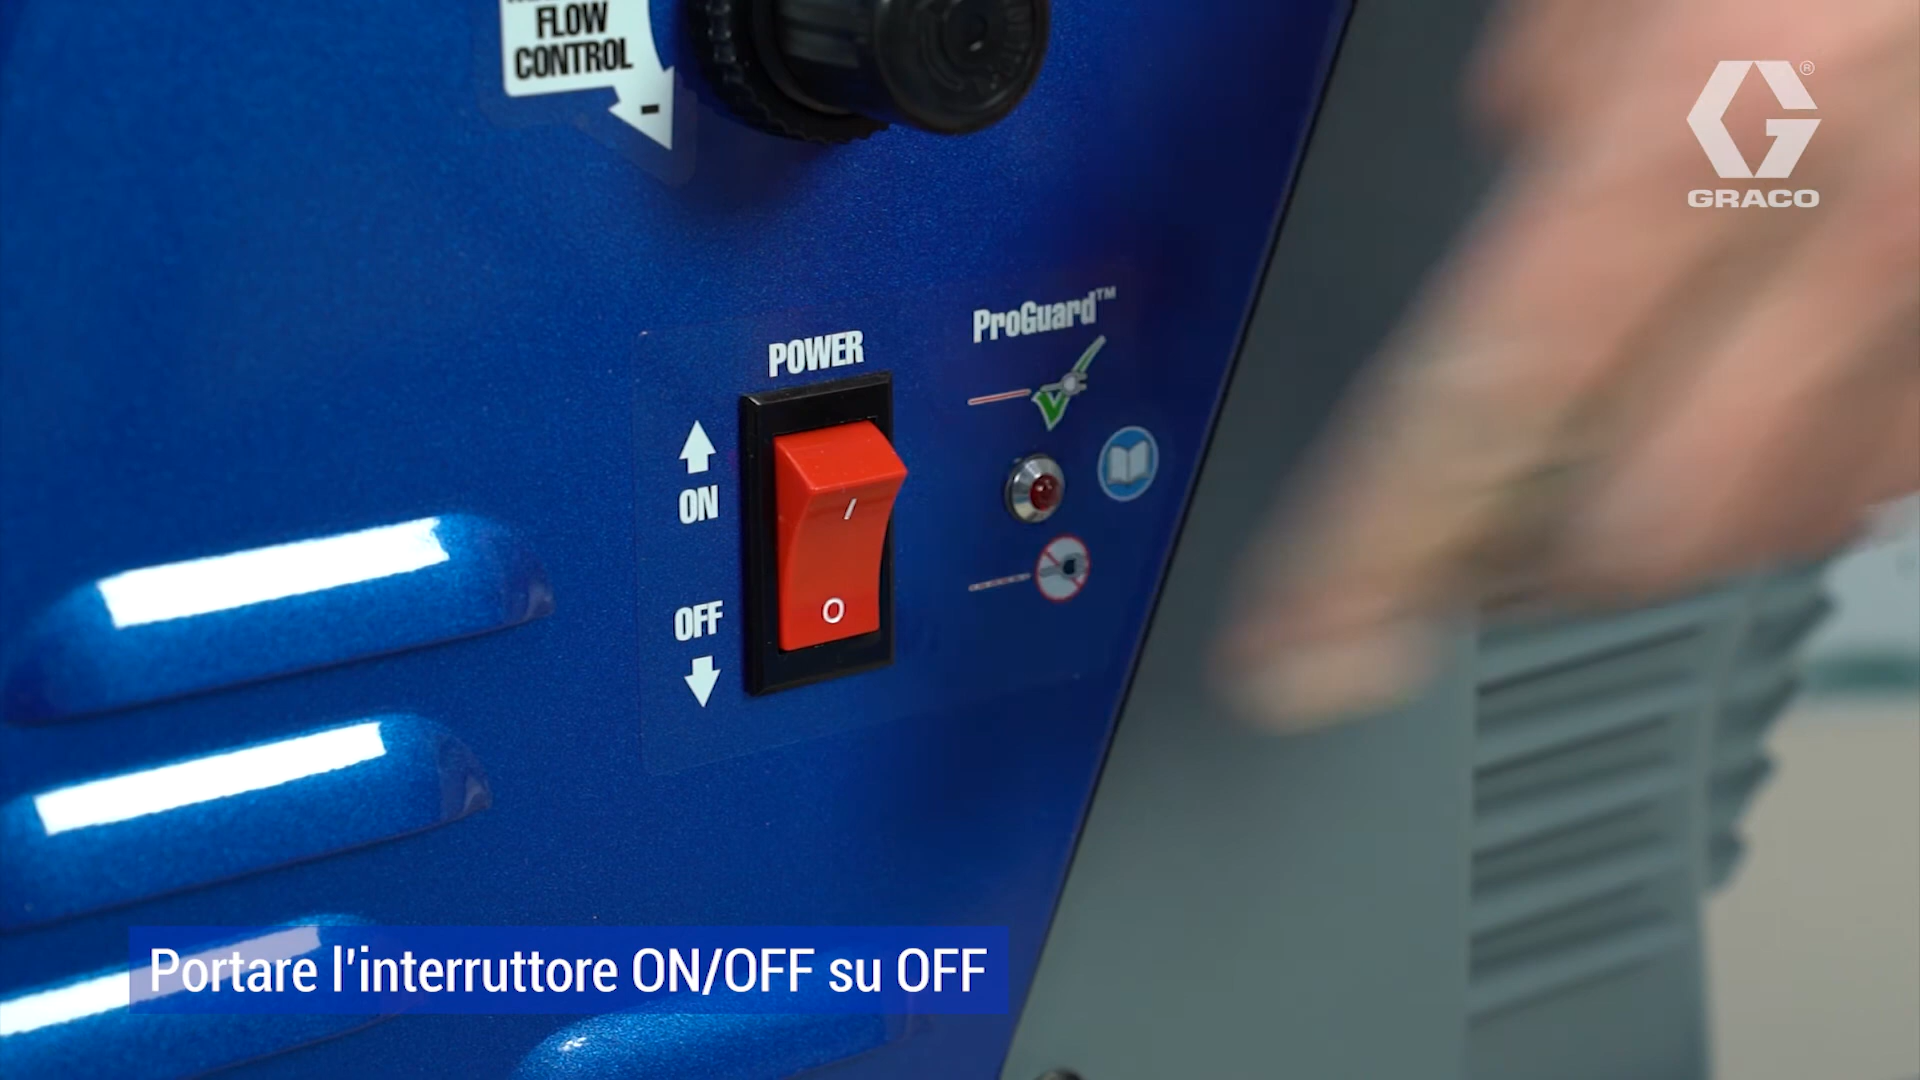 FLOW
CONTROL
-
GRACO
ProGuard™
POWER
ON
OFF
Portare l'interruttore ON/OFF su OFF